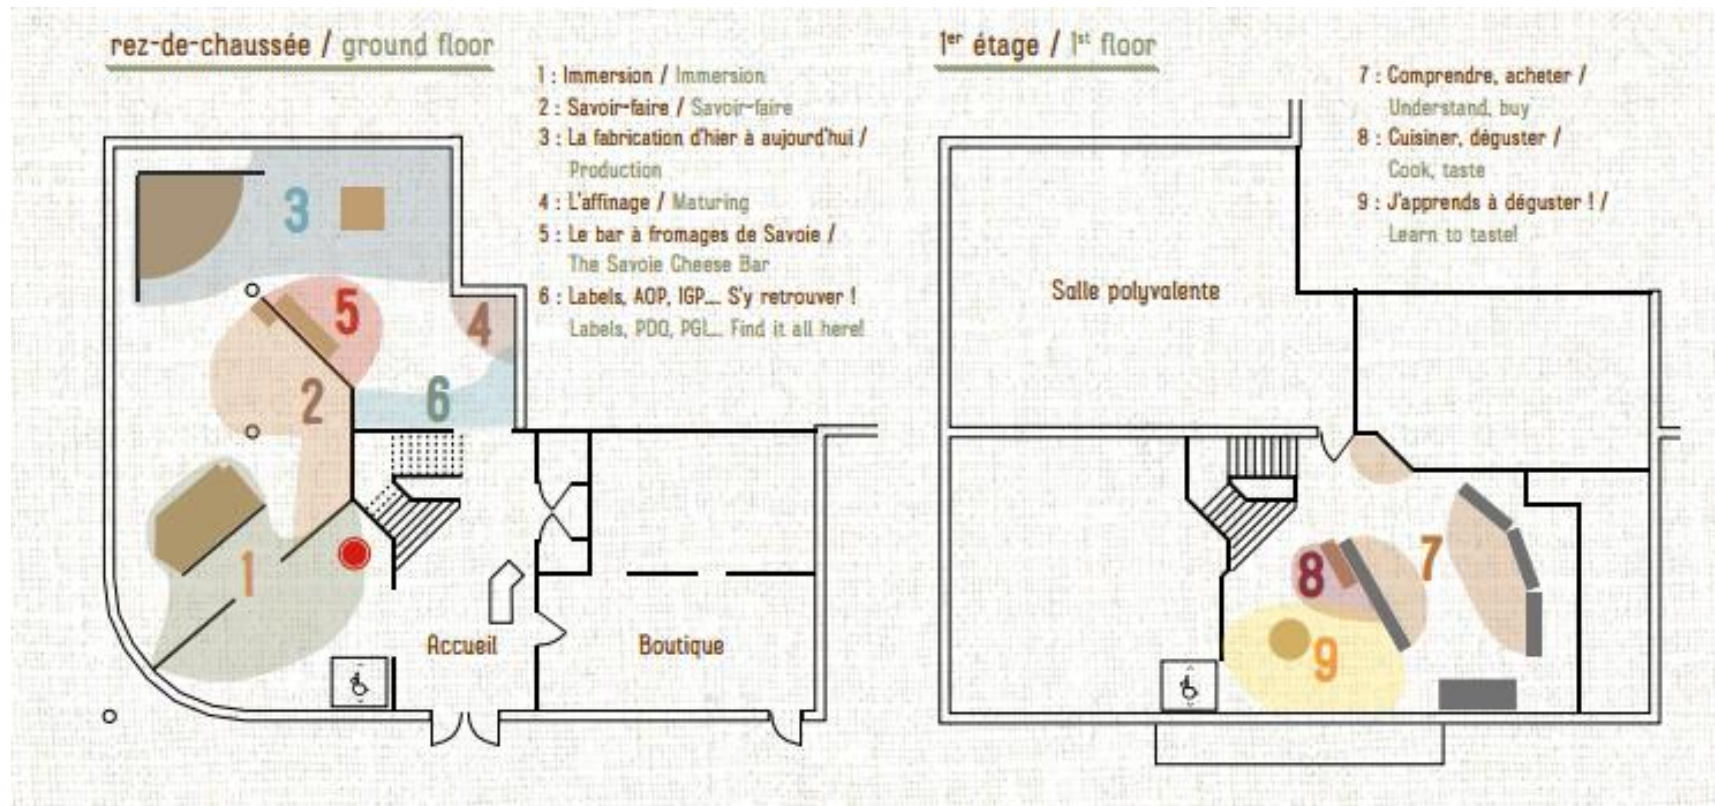 rez-de-chaussée / ground floor
1 : Immersion / Immersion
2 : Savoir-faire / Savoir-faire
3 : La fabrication d'hier à aujourd'hui /
Production
4 : L'affinage / Maturing
5 : Le bar à fromages de Savoie /
The Savoie Cheese Bar
6 : Labels, AOP, IGP... S'y retrouver !
Labels, PDO, PGI... Find it all here!
3
5
4
2
6
1
Accueil
Boutique
1er étage / 1st floor
7 : Comprendre, acheter /
Understand, buy
8 : Cuisiner, déguster /
Cook, taste
9 : J'apprends à déguster ! /
Learn to taste!
Salle polyvalente
7
8
9